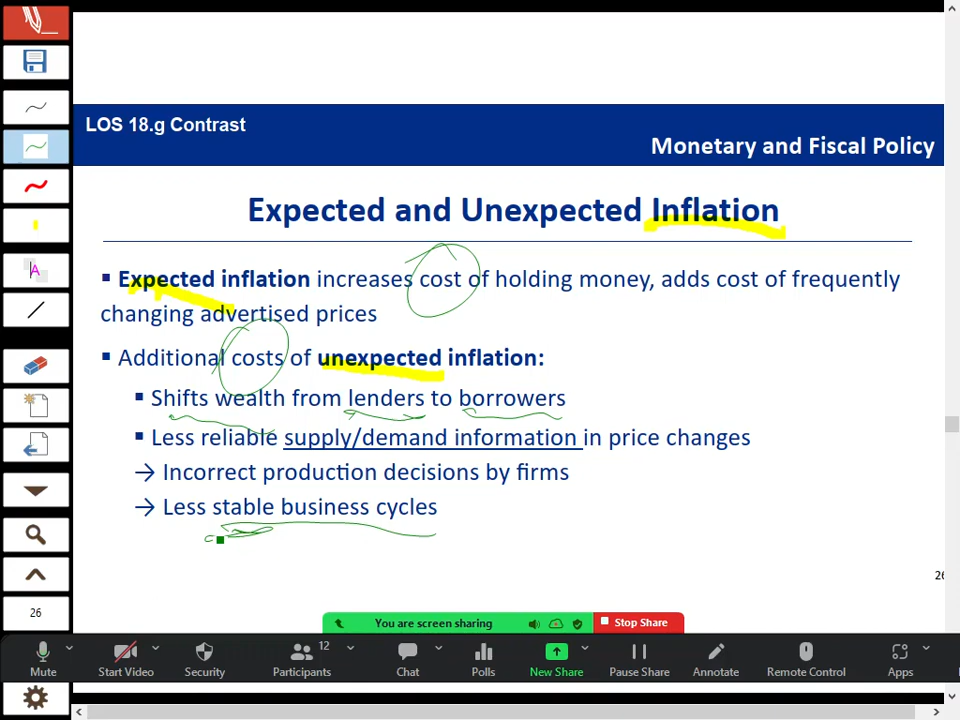 LOS 18.g Contrast
Monetary and Fiscal Policy
Expected and Unexpected Inflation
▪ Expected inflation increases cost of holding money, adds cost of frequently
changing advertised prices
▪ Additional costs of unexpected inflation:
▪ Shifts wealth from lenders to borrowers
▪ Less reliable supply/demand information in price changes
→ Incorrect production decisions by firms
→ Less stable business cycles
26
A
26
You are screen sharing
Stop Share
12
Mute
Start Video
Security
Participants
Chat
Polls
New Share
Pause Share
Annotate
Remote Control
Apps